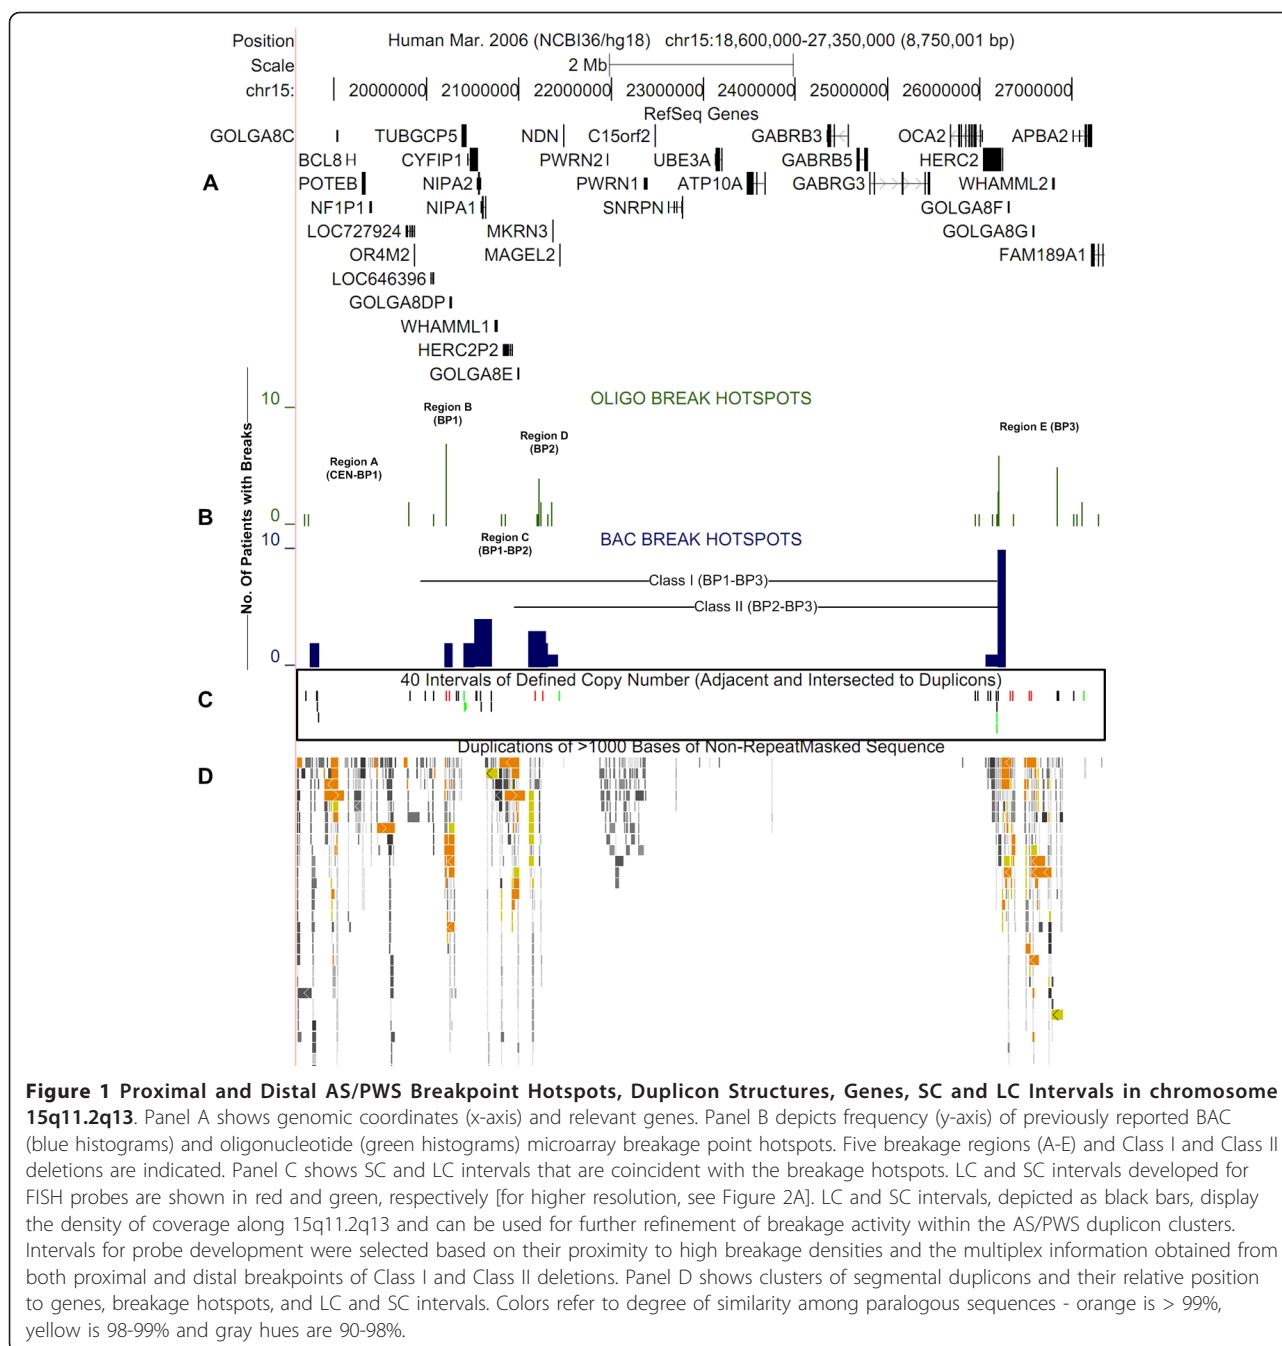 Position Human Mar. 2006 (NCBI36/hg18) chr15:18,600,000-27,350,000 (8,750,001 bp)
Scale 2 Mb
chr15: 20000000 21000000 22000000 23000000 24000000 25000000 26000000 27000000
RefSeq Genes
GOLGA8C TUBGCP5 NDN C15orf2 GABRB3 OCA2 APBA2
BCL8 CYFIP1 PWRN2 UBE3A GABRB5 HERC2
A POTEB NIPA2 PWRN1 ATP10A GABRG3 WHAMML2
NF1P1 NIPA1 SNRPN GOLGA8F
LOC727924 MKRN3 GOLGA8G
OR4M2 MAGEL2 FAM189A1
LOC646396
GOLGA8DP
WHAMML1
HERC2P2
GOLGA8E
10 OLIGO BREAK HOTSPOTS
Region B
(BP1)
Region D
(BP2)
Region E (BP3)
Region A
(CEN-BP1)
B
No. Of Patients with Breaks
0
Region C
(BP1-BP2)
10 BAC BREAK HOTSPOTS
Class I (BP1-BP3)
Class II (BP2-BP3)
0
C 40 Intervals of Defined Copy Number (Adjacent and Intersected to Duplicons)
Duplications of >1000 Bases of Non-RepeatMasked Sequence
D
Figure 1 Proximal and Distal AS/PWS Breakpoint Hotspots, Duplicon Structures, Genes, SC and LC Intervals in chromosome
15q11.2q13. Panel A shows genomic coordinates (x-axis) and relevant genes. Panel B depicts frequency (y-axis) of previously reported BAC
(blue histograms) and oligonucleotide (green histograms) microarray breakage point hotspots. Five breakage regions (A-E) and Class I and Class II
deletions are indicated. Panel C shows SC and LC intervals that are coincident with the breakage hotspots. LC and SC intervals developed for
FISH probes are shown in red and green, respectively [for higher resolution, see Figure 2A]. LC and SC intervals, depicted as black bars, display
the density of coverage along 15q11.2q13 and can be used for further refinement of breakage activity within the AS/PWS duplicon clusters.
Intervals for probe development were selected based on their proximity to high breakage densities and the multiplex information obtained from
both proximal and distal breakpoints of Class I and Class II deletions. Panel D shows clusters of segmental duplicons and their relative position
to genes, breakage hotspots, and LC and SC intervals. Colors refer to degree of similarity among paralogous sequences - orange is > 99%,
yellow is 98-99% and gray hues are 90-98%.